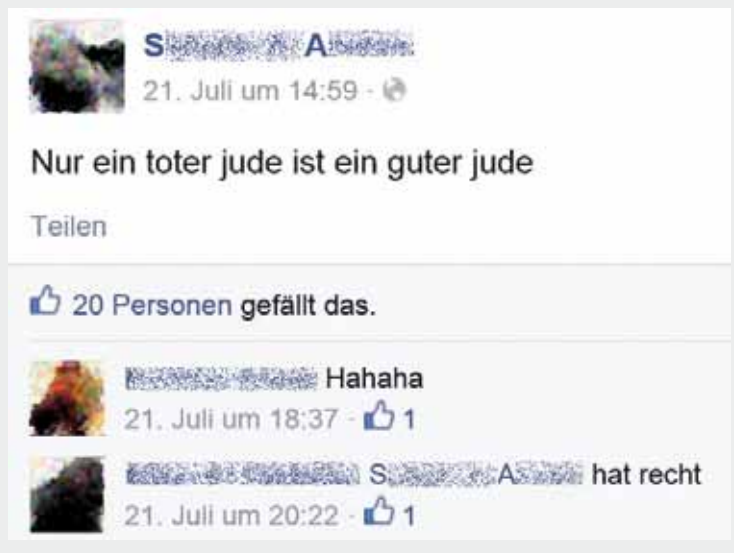 S A
21. Juli um 14:59 ·
Nur ein toter jude ist ein guter jude
Teilen
20 Personen gefällt das.
Hahaha
21. Juli um 18:37 · 1
S A hat recht
21. Juli um 20:22 · 1